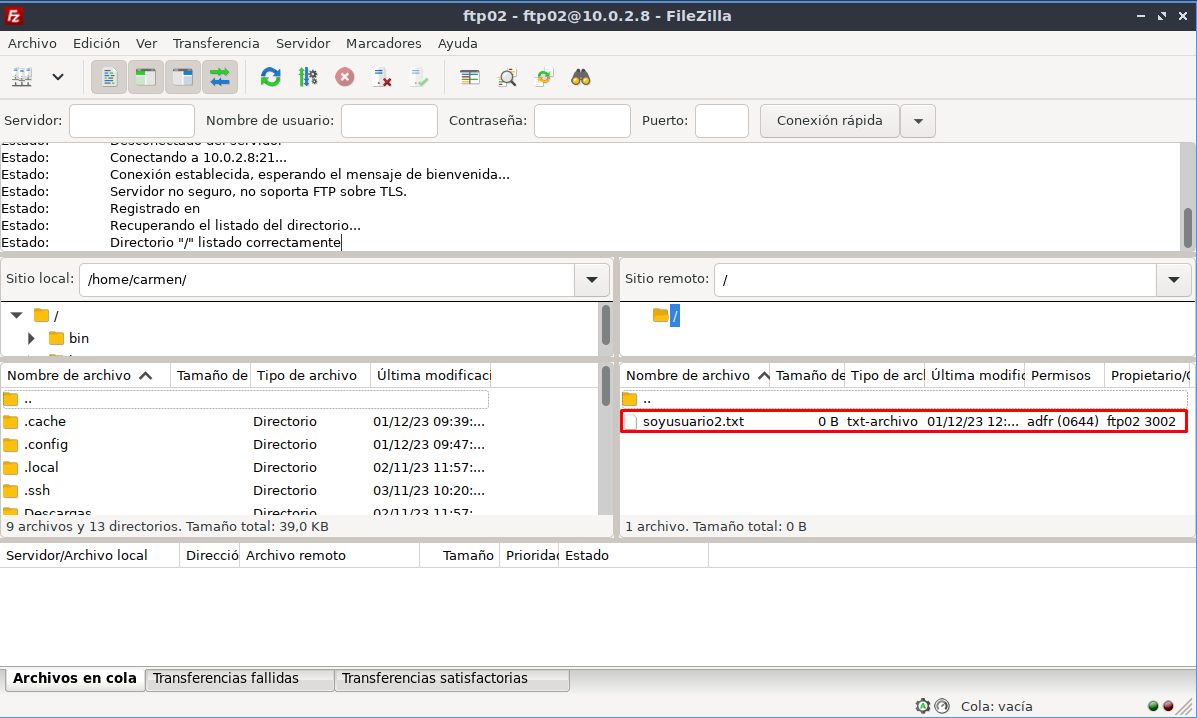 ftp02 - ftp02@10.0.2.8 - FileZilla
Archivo Edición Ver Transferencia Servidor Marcadores Ayuda
Servidor: Nombre de usuario: Contraseña: Puerto: Conexión rápida
Estado: Desconectado del servidor
Estado: Conectando a 10.0.2.8:21...
Estado: Conexión establecida, esperando el mensaje de bienvenida...
Estado: Servidor no seguro, no soporta FTP sobre TLS.
Estado: Registrado en
Estado: Recuperando el listado del directorio...
Estado: Directorio "/" listado correctamente
Sitio local: /home/carmen/
/
bin
Nombre de archivo Tamaño de Tipo de archivo Última modificaci
..
.cache Directorio 01/12/23 09:39:...
.config Directorio 01/12/23 09:47:...
.local Directorio 02/11/23 11:57:...
.ssh Directorio 03/11/23 10:20:...
Descargas Directorio 02/11/23 11:57:...
9 archivos y 13 directorios. Tamaño total: 39,0 KB
Sitio remoto: /
/
Nombre de archivo Tamaño de Tipo de arcl Última modific Permisos Propietario/G
..
soyusuario2.txt 0 B txt-archivo 01/12/23 12:... adfr (0644) ftp02 3002
1 archivo. Tamaño total: 0 B
Servidor/Archivo local Direcció Archivo remoto Tamaño Prioridad Estado
Archivos en cola Transferencias fallidas Transferencias satisfactorias
Cola: vacía